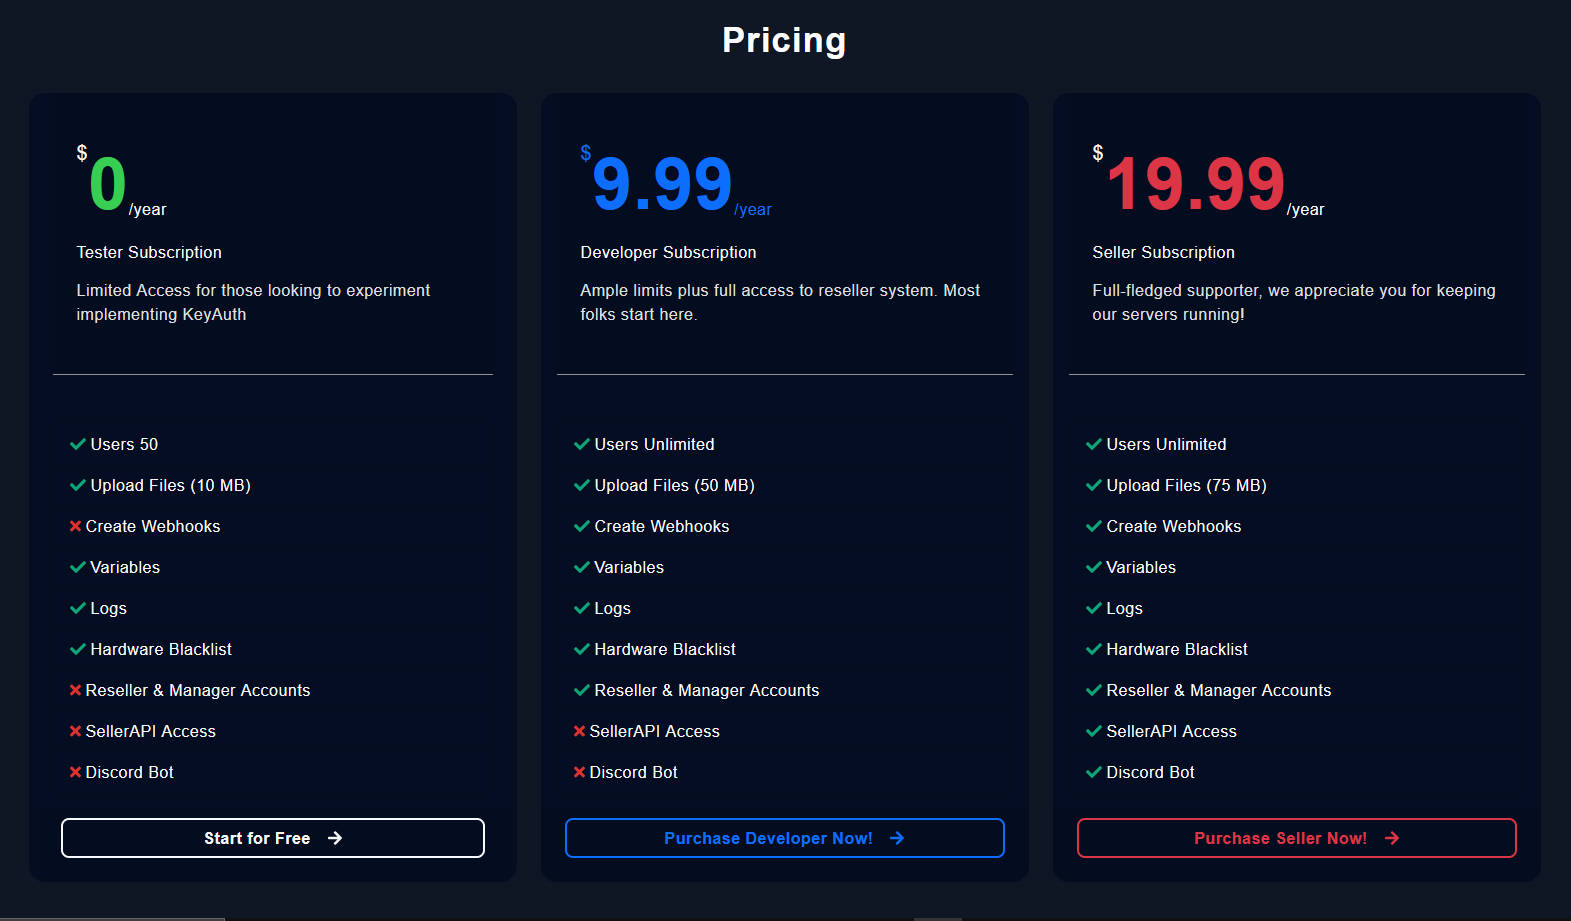 Pricing
$0/year
Tester Subscription
Limited Access for those looking to experiment
implementing KeyAuth
Users 50
Upload Files (10 MB)
Create Webhooks
Variables
Logs
Hardware Blacklist
Reseller & Manager Accounts
SellerAPI Access
Discord Bot
Start for Free
$9.99/year
Developer Subscription
Ample limits plus full access to reseller system. Most
folks start here.
Users Unlimited
Upload Files (50 MB)
Create Webhooks
Variables
Logs
Hardware Blacklist
Reseller & Manager Accounts
SellerAPI Access
Discord Bot
Purchase Developer Now!
$19.99/year
Seller Subscription
Full-fledged supporter, we appreciate you for keeping
our servers running!
Users Unlimited
Upload Files (75 MB)
Create Webhooks
Variables
Logs
Hardware Blacklist
Reseller & Manager Accounts
SellerAPI Access
Discord Bot
Purchase Seller Now!